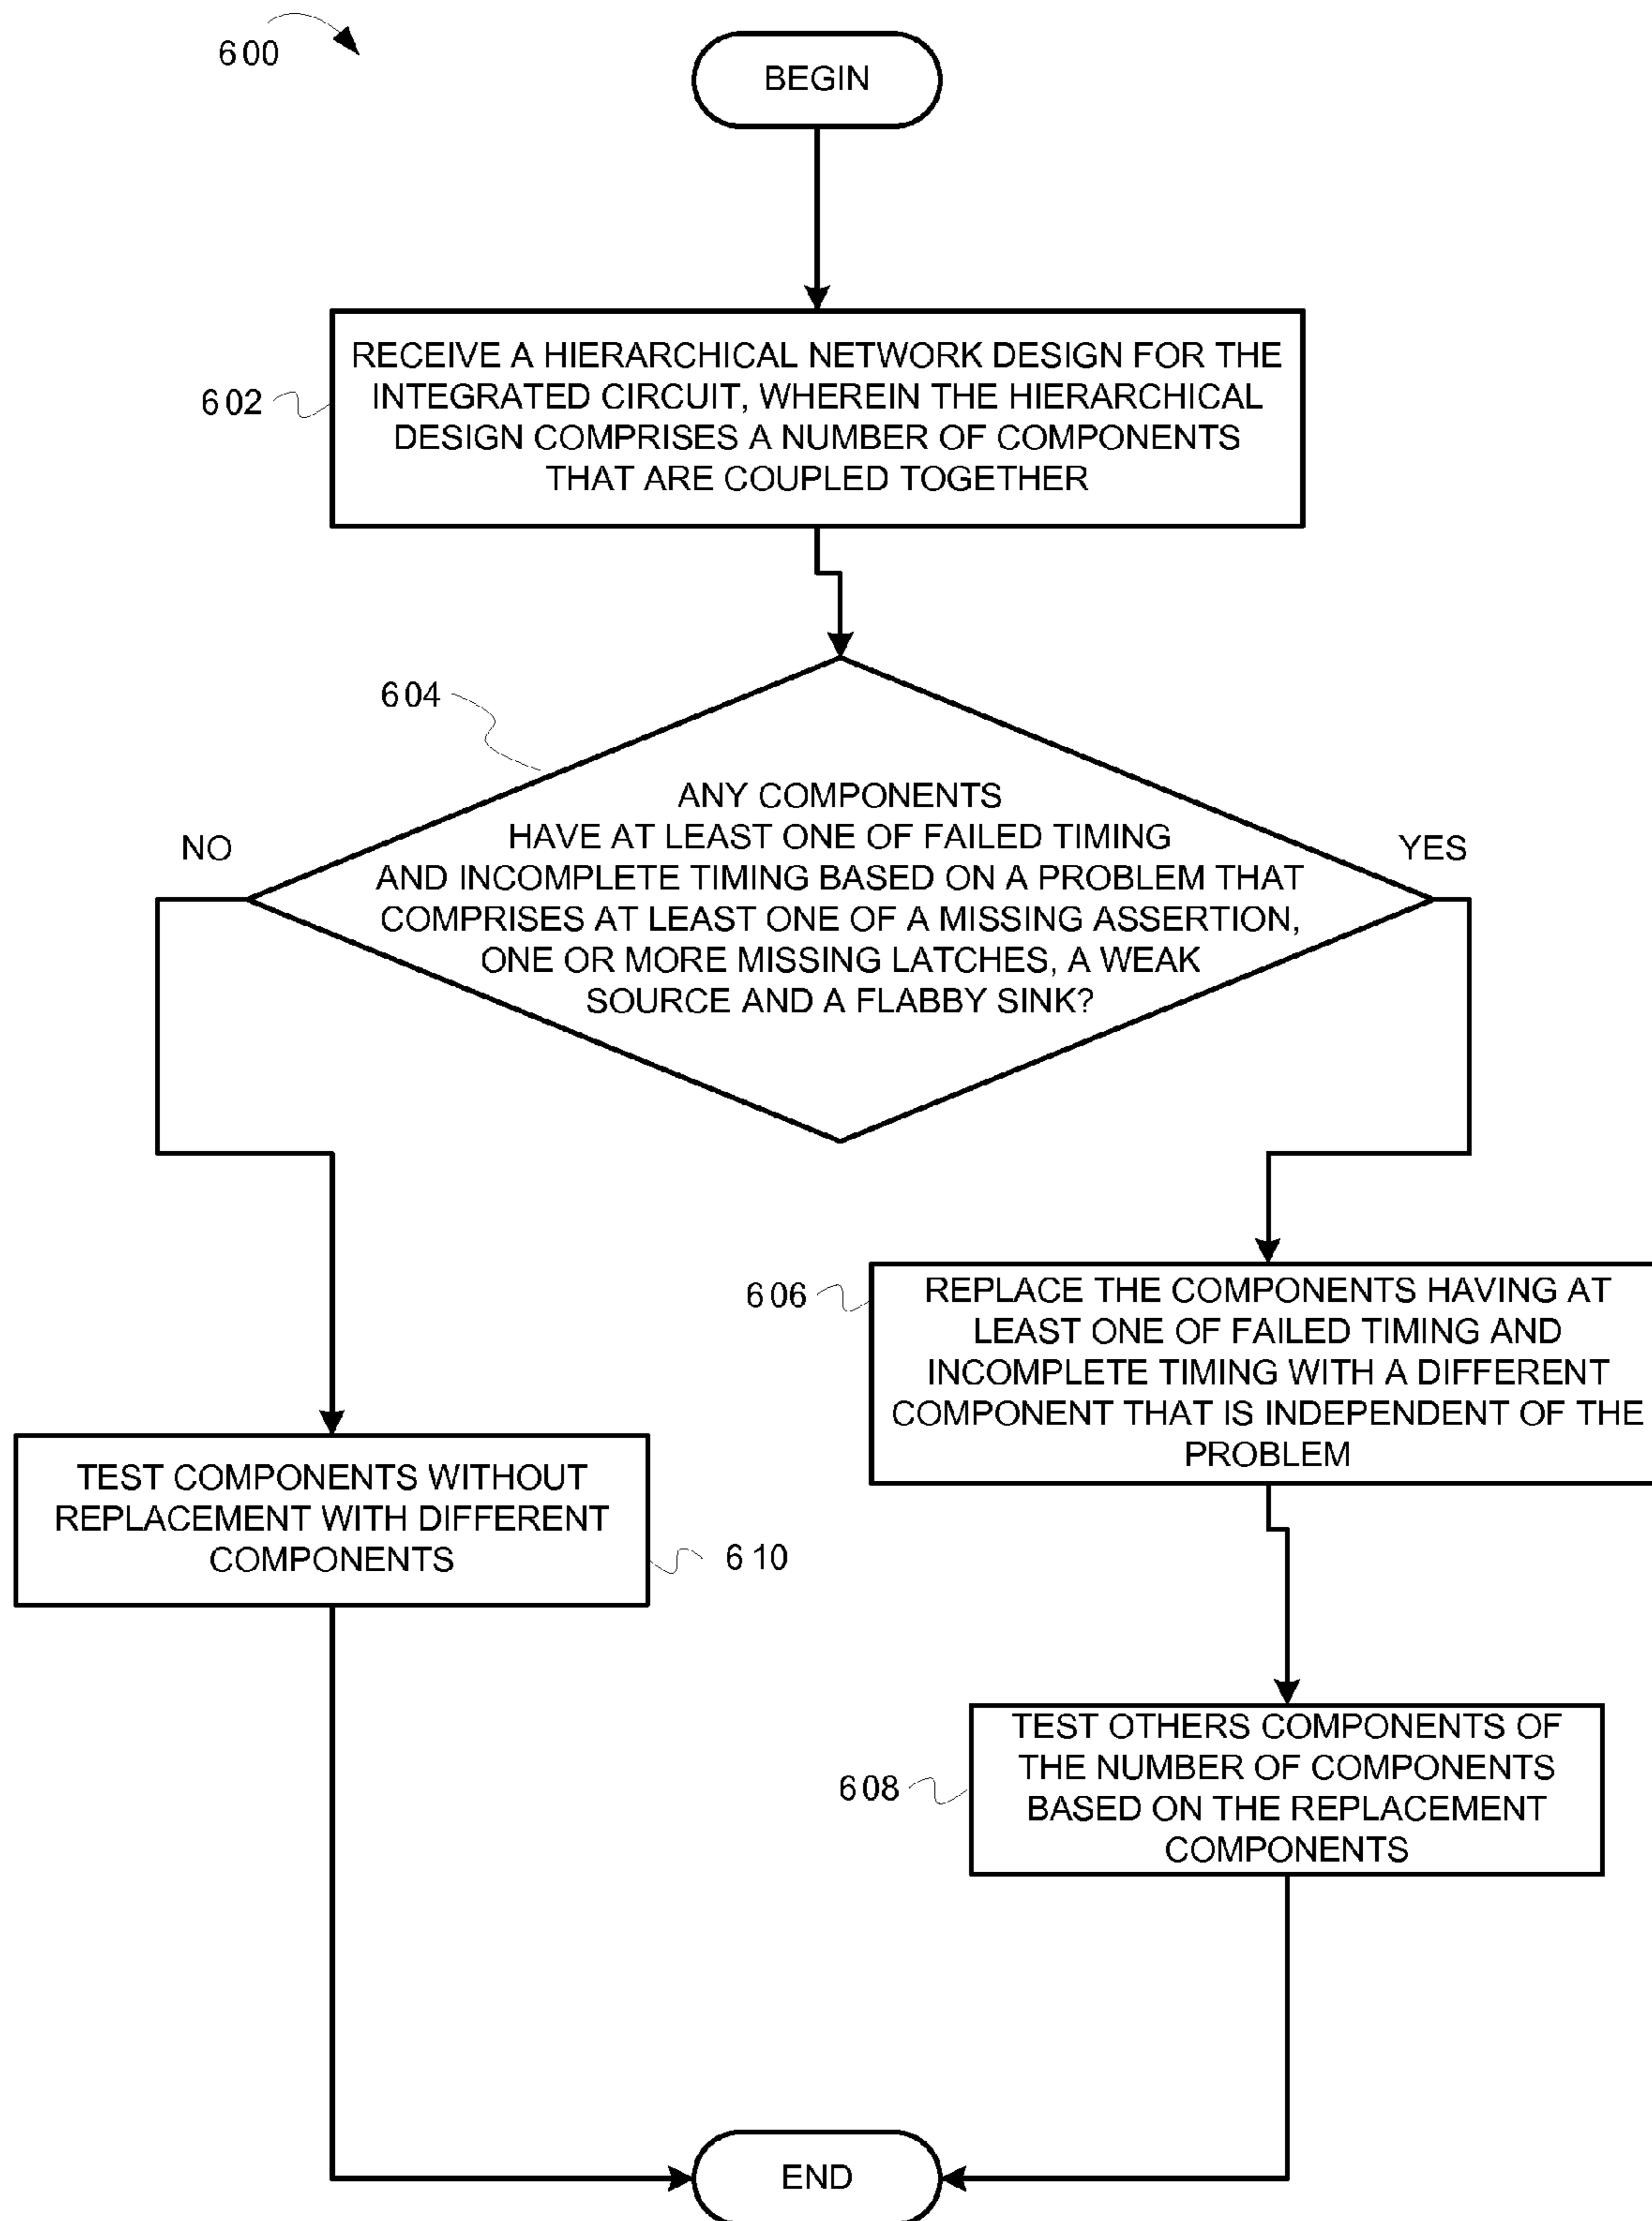 600
BEGIN
RECEIVE A HIERARCHICAL NETWORK DESIGN FOR THE
INTEGRATED CIRCUIT, WHEREIN THE HIERARCHICAL
DESIGN COMPRISES A NUMBER OF COMPONENTS
THAT ARE COUPLED TOGETHER
602
604
ANY COMPONENTS
HAVE AT LEAST ONE OF FAILED TIMING
AND INCOMPLETE TIMING BASED ON A PROBLEM THAT
COMPRISES AT LEAST ONE OF A MISSING ASSERTION,
ONE OR MORE MISSING LATCHES, A WEAK
SOURCE AND A FLABBY SINK?
NO
YES
606
REPLACE THE COMPONENTS HAVING AT
LEAST ONE OF FAILED TIMING AND
INCOMPLETE TIMING WITH A DIFFERENT
COMPONENT THAT IS INDEPENDENT OF THE
PROBLEM
TEST COMPONENTS WITHOUT
REPLACEMENT WITH DIFFERENT
COMPONENTS
610
608
TEST OTHERS COMPONENTS OF
THE NUMBER OF COMPONENTS
BASED ON THE REPLACEMENT
COMPONENTS
END